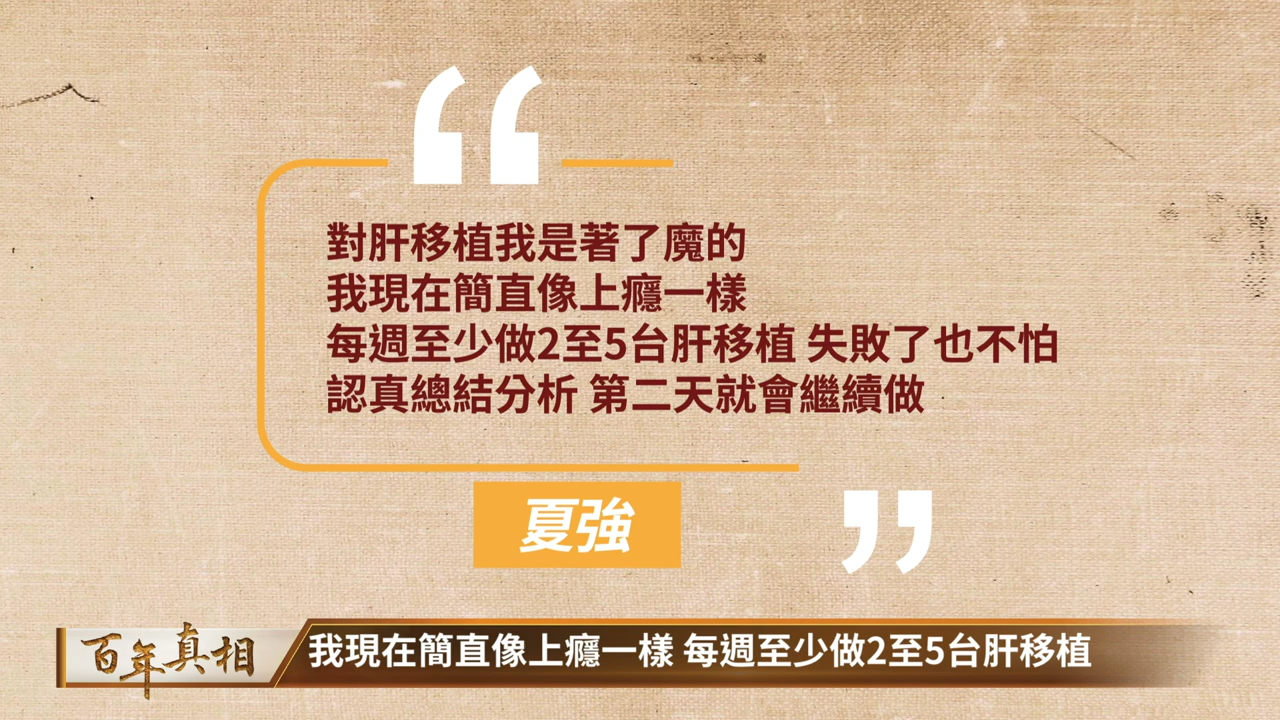 對肝移植我是著了魔的
我現在簡直像上癮一樣
每週至少做2至5台肝移植 失敗了也不怕
認真總結分析 第二天就會繼續做
夏強
百年真相
我現在簡直像上癮一樣 每週至少做2至5台肝移植